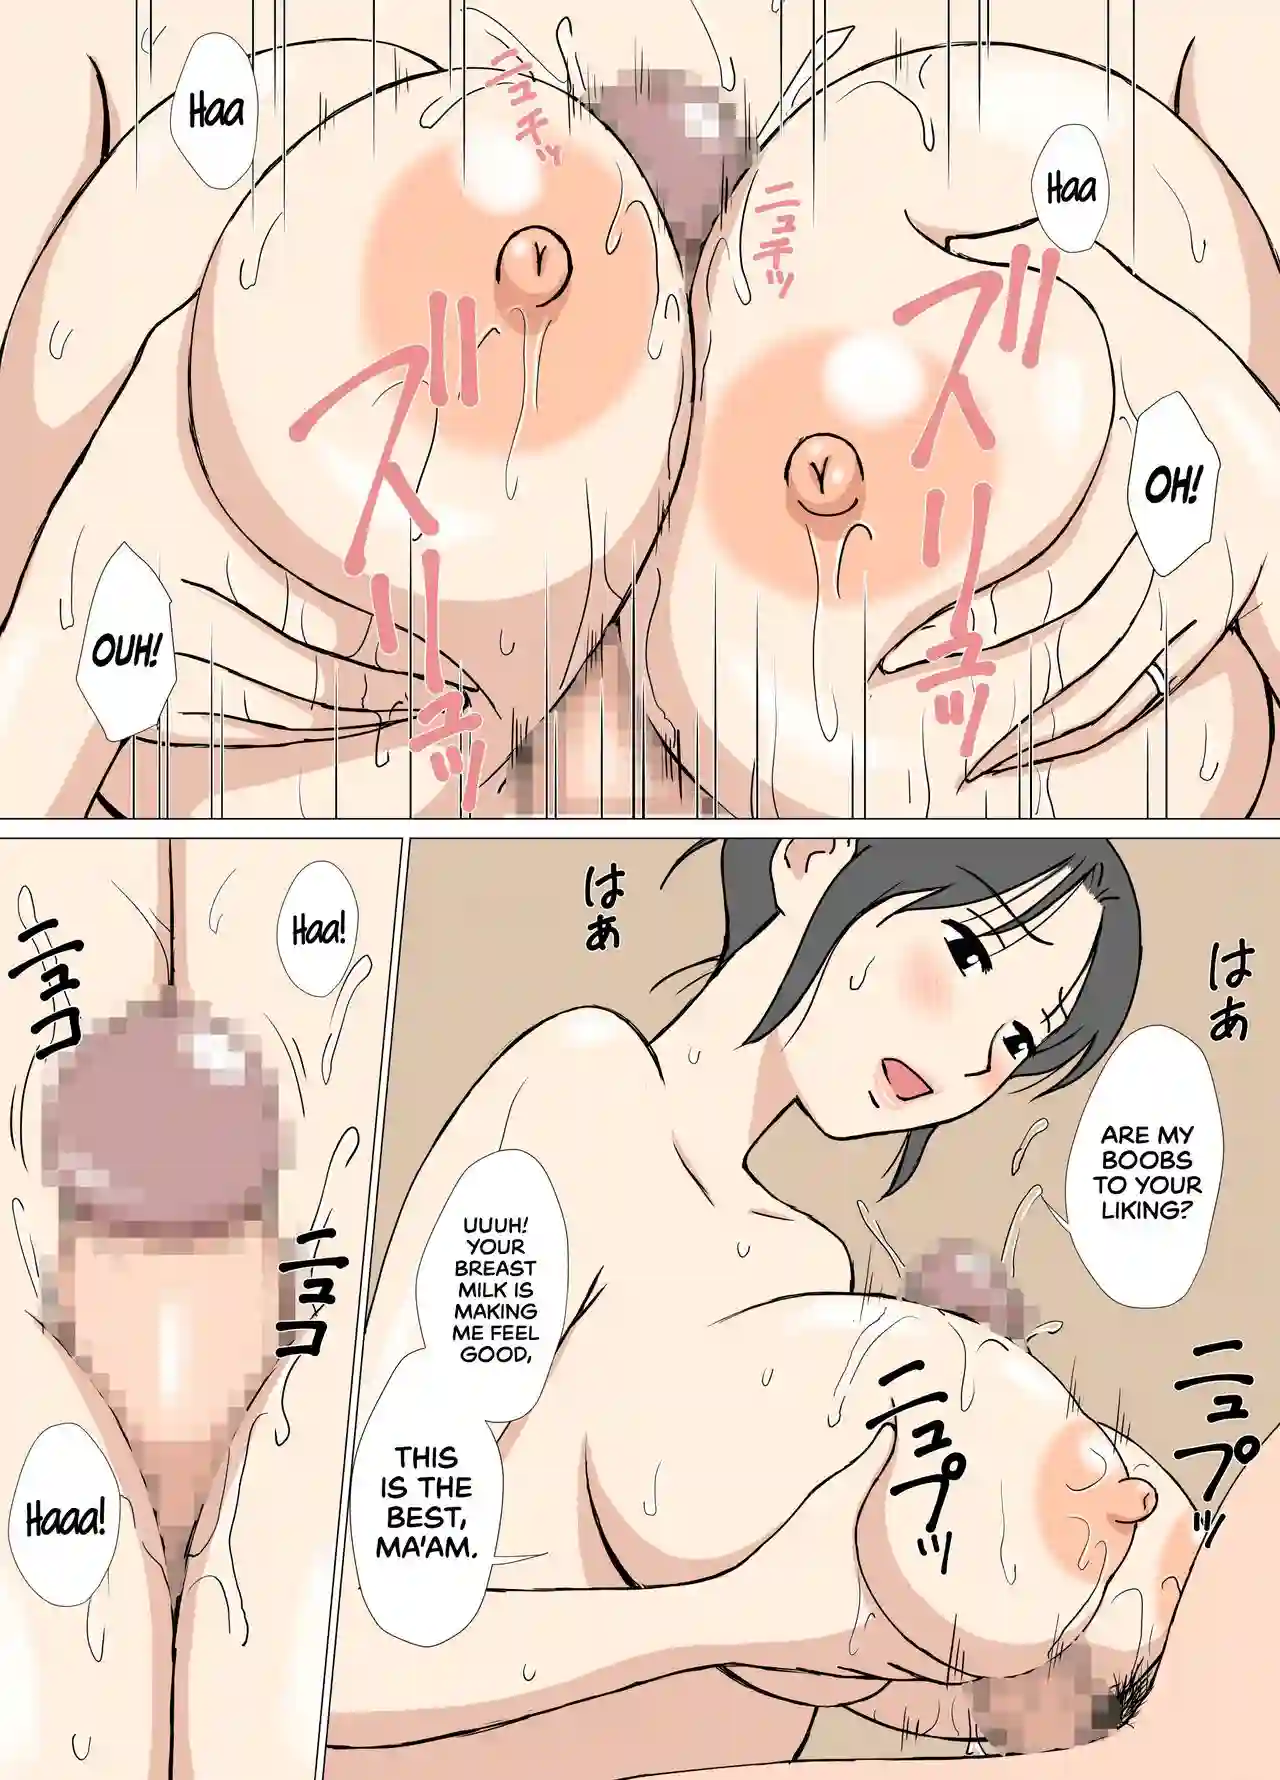 Haa
ニュチッ
ニュチッ
Haa
ズリュッ
ズリュッ
OH!
OUH!
Haa!
ニュコ
ニュコ
Haaa!
はぁ
はぁ
ARE MY
BOOBS
TO YOUR
LIKING?
UUUH!
YOUR
BREAST
MILK IS
MAKING
ME FEEL
GOOD,
THIS
IS THE
BEST,
MA'AM.
ニュプッ
ニュプッ